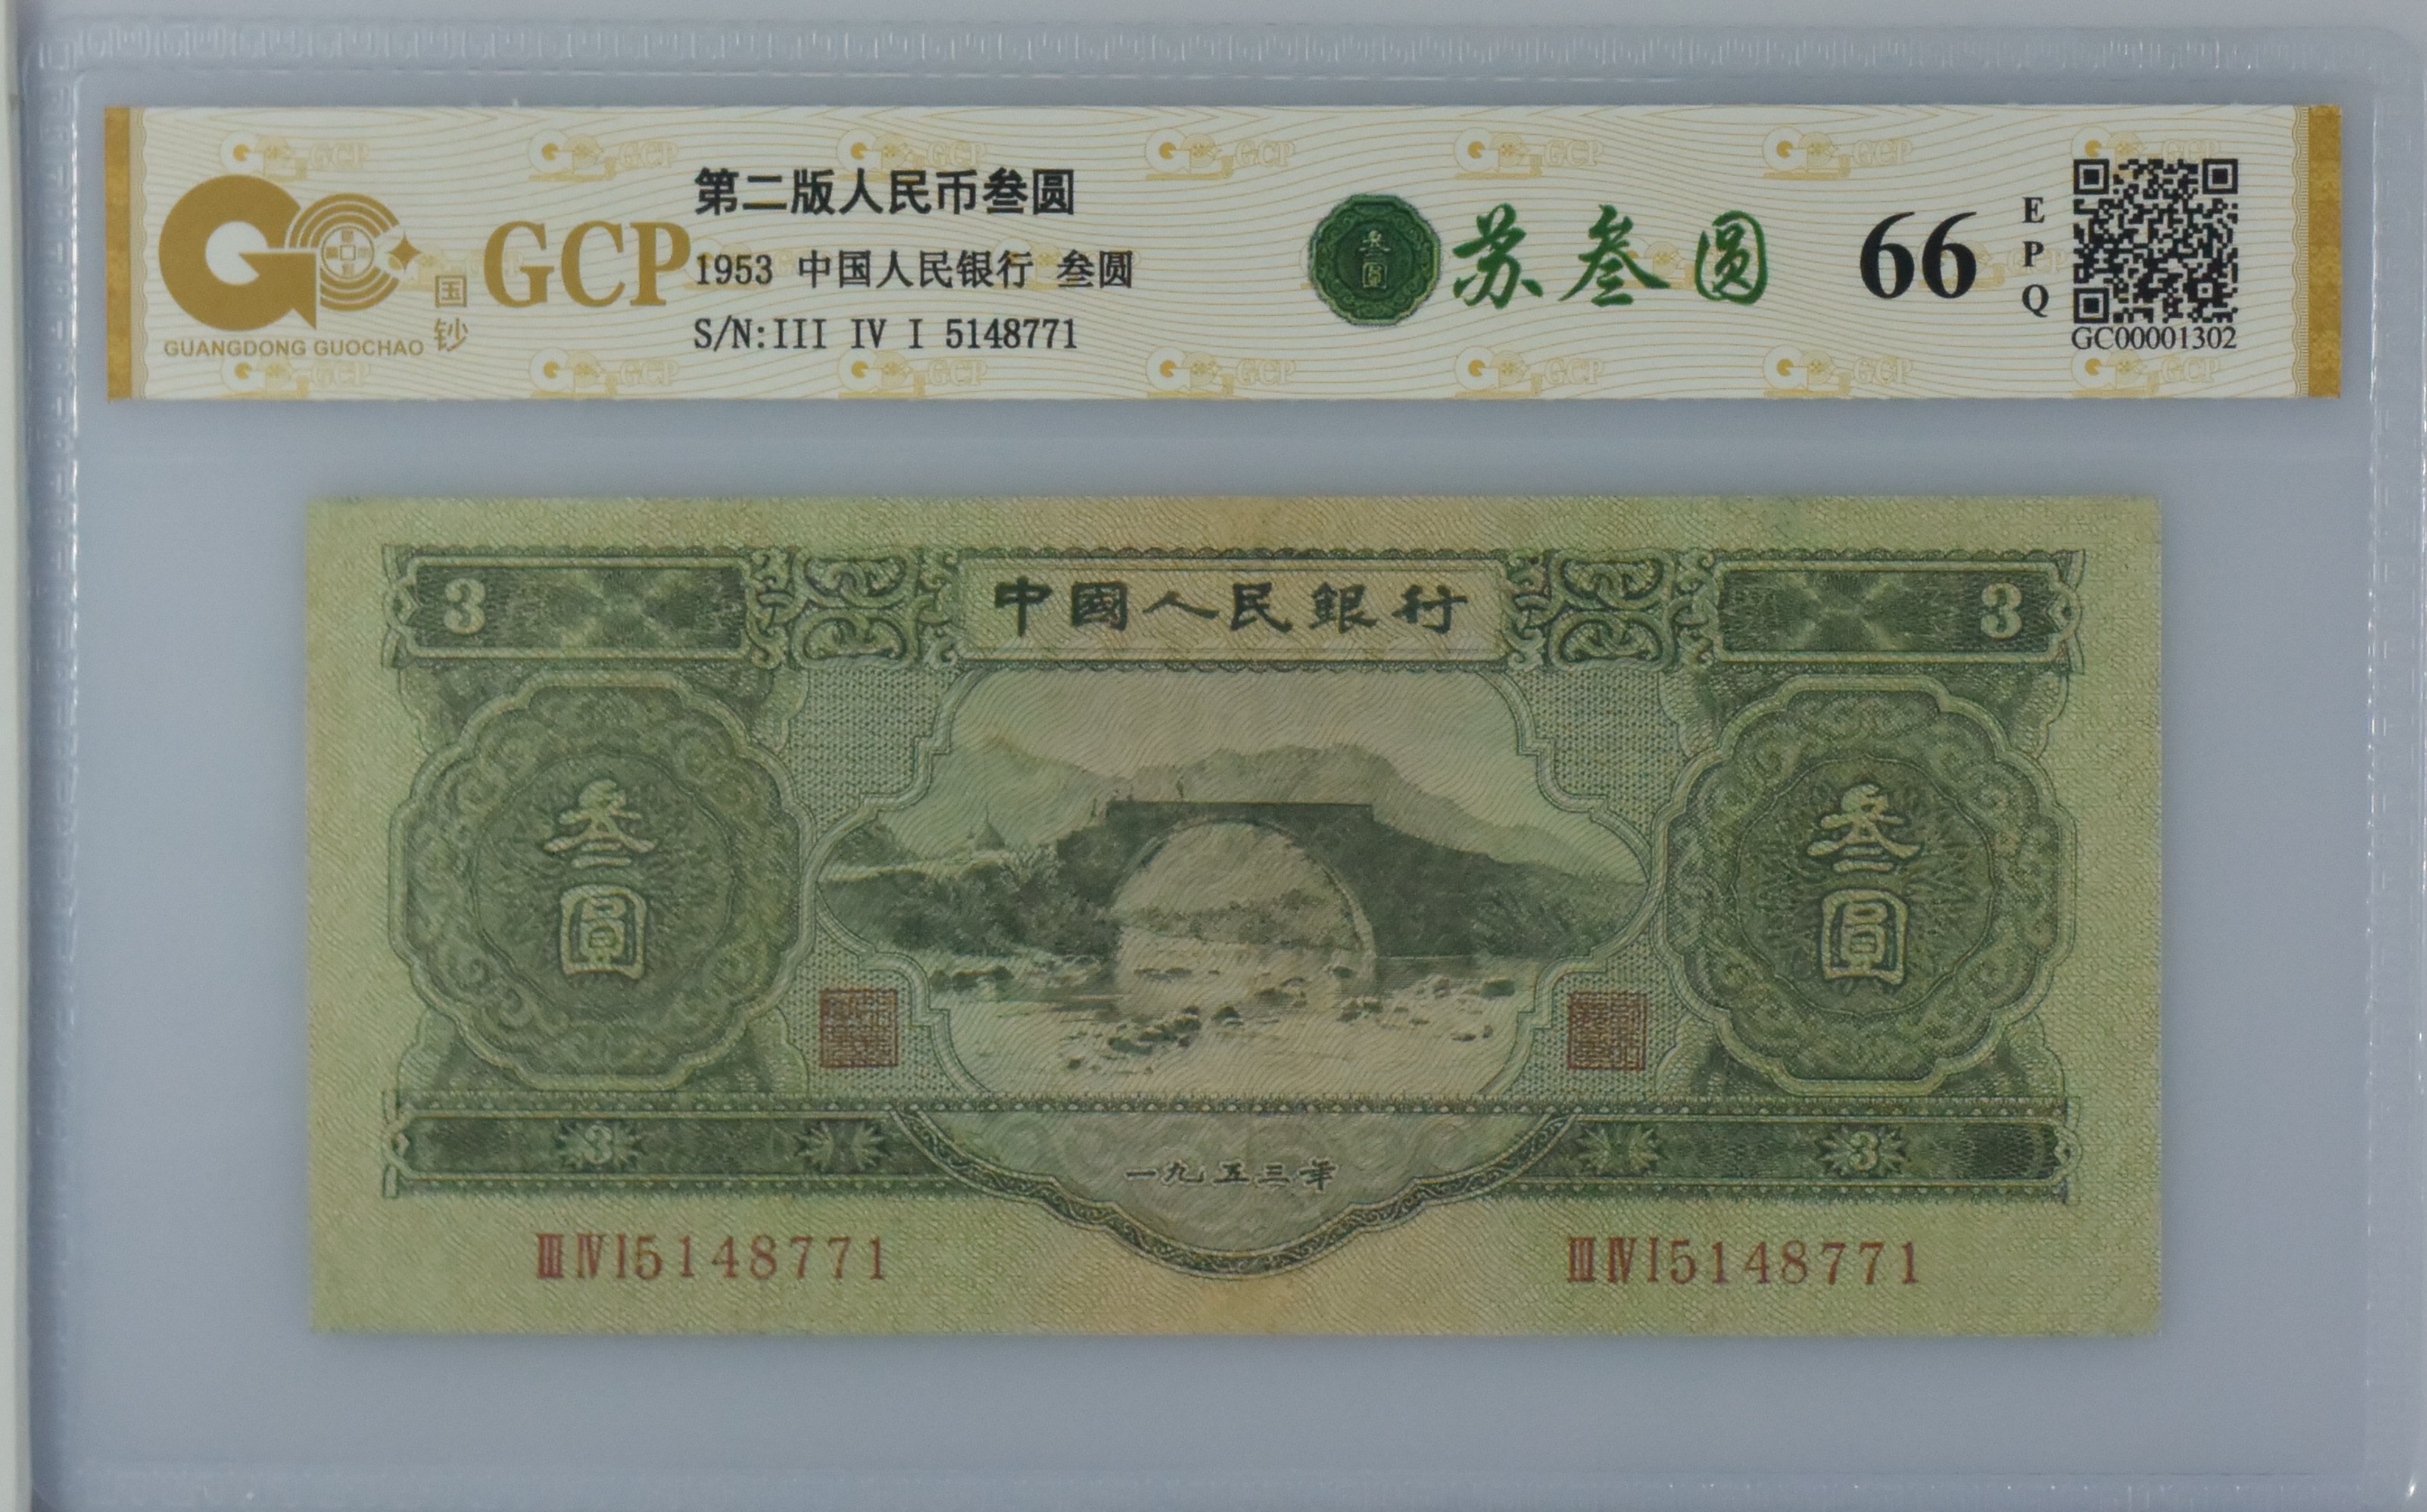 GCP
国
钞
GUANGDONG GUOCHAO
第二版人民币叁圆
1953 中国人民银行 叁圆
S/N:III IV I 5148771
叁
圓
苏叁圆
66
E
P
Q
GC00001302
3
中國人民銀行
3
叁
圓
叁
圓
3
一九五三年
3
ⅢⅣⅠ5148771
ⅢⅣⅠ5148771